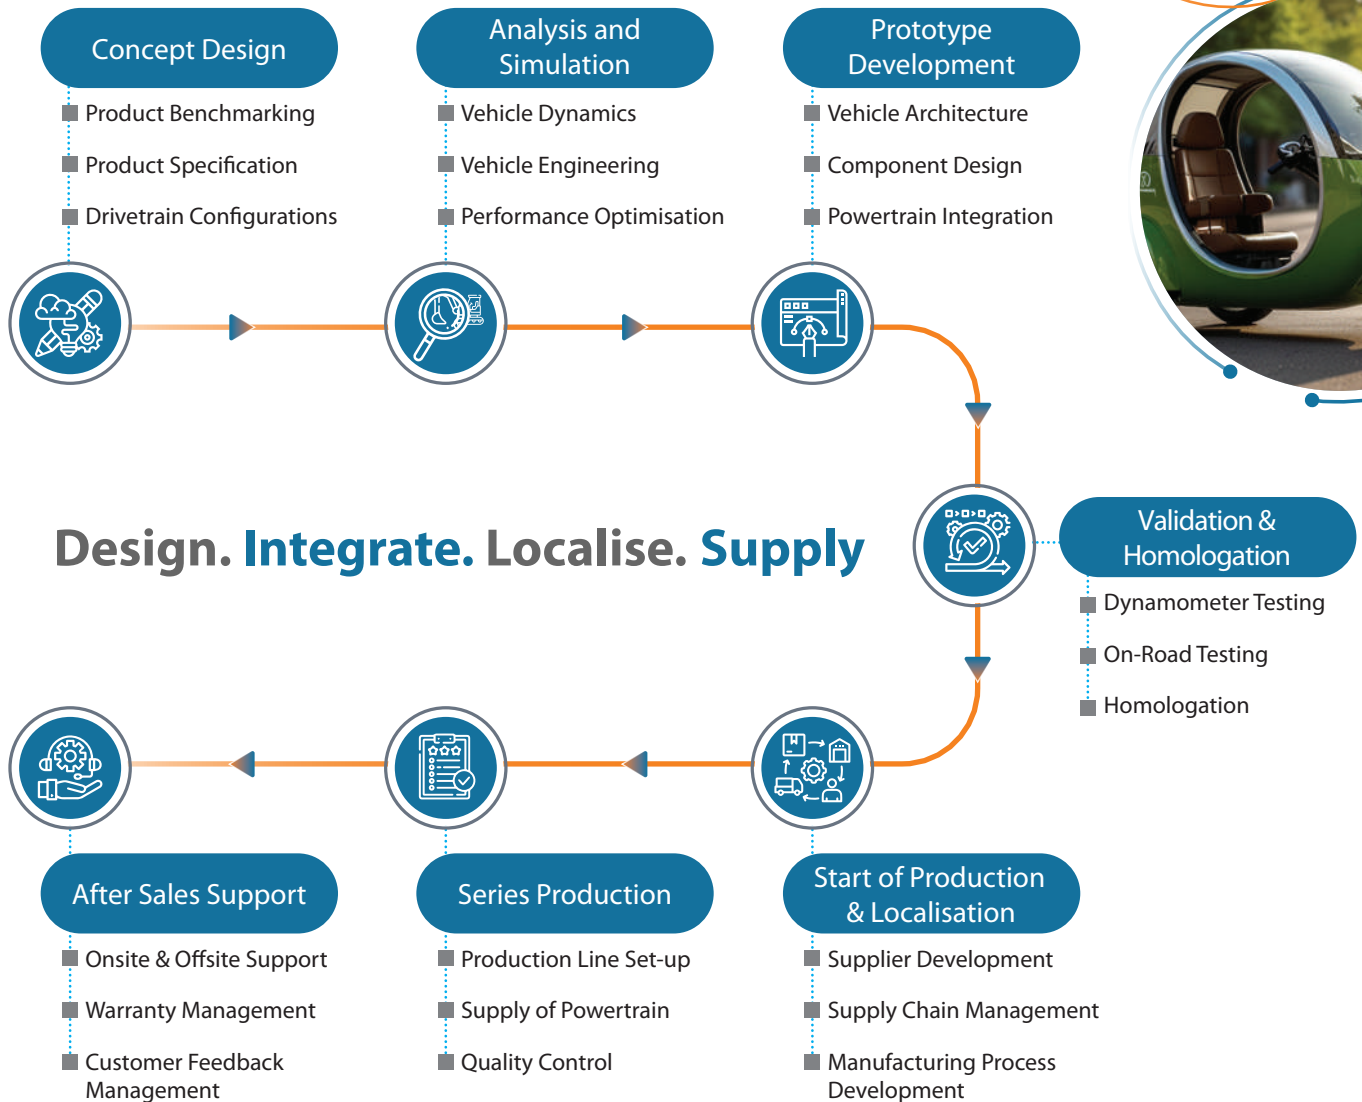 Concept Design
Product Benchmarking
Product Specification
Drivetrain Configurations
Analysis and
Simulation
Vehicle Dynamics
Vehicle Engineering
Performance Optimisation
Prototype
Development
Vehicle Architecture
Component Design
Powertrain Integration
Design. Integrate. Localise. Supply
Validation &
Homologation
Dynamometer Testing
On-Road Testing
Homologation
After Sales Support
Onsite & Offsite Support
Warranty Management
Customer Feedback
Management
Series Production
Production Line Set-up
Supply of Powertrain
Quality Control
Start of Production
& Localisation
Supplier Development
Supply Chain Management
Manufacturing Process
Development